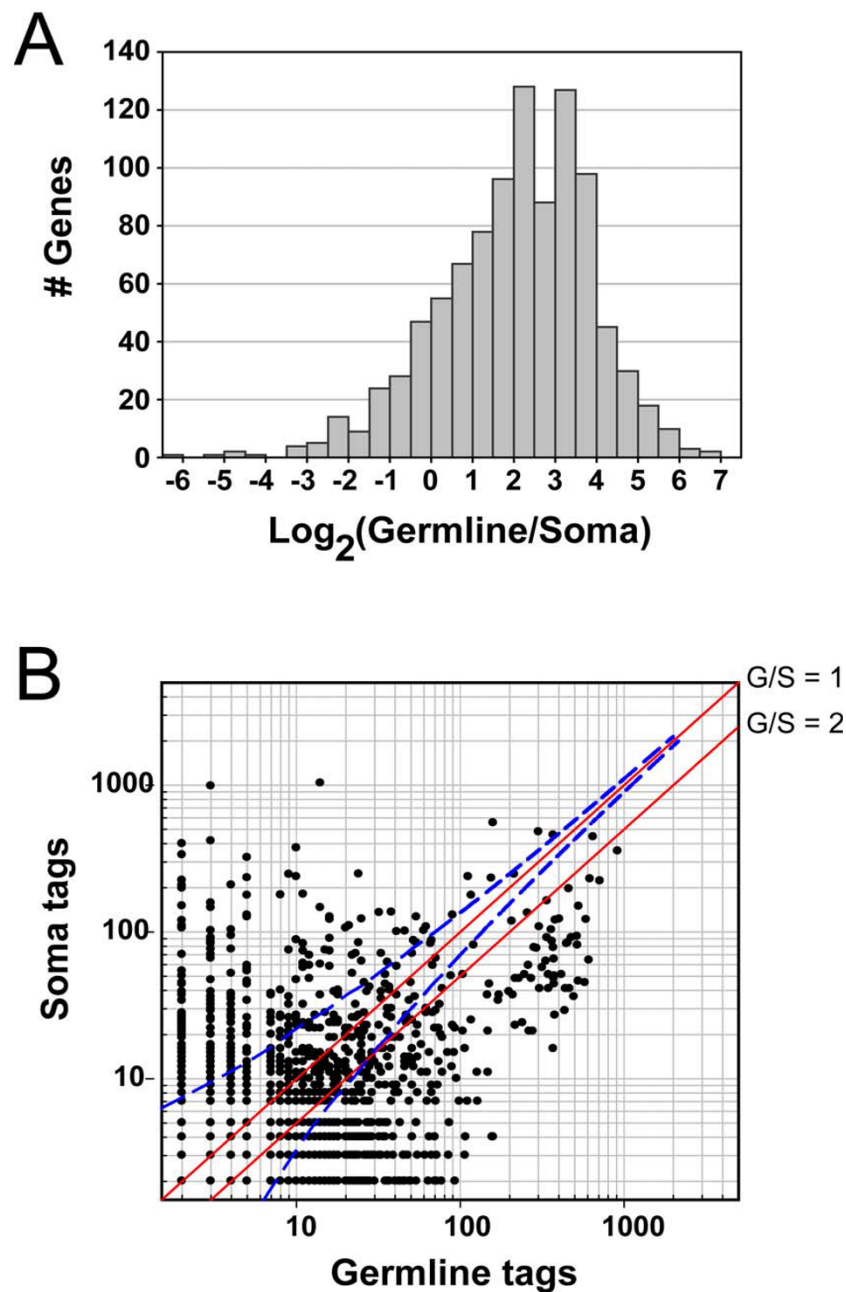 A
140
120
100
80
60
40
20
0
# Genes
-6 -5 -4 -3 -2 -1 0 1 2 3 4 5 6 7
Log2(Germline/Soma)
B
G/S = 1
G/S = 2
1000
100
10
Soma tags
10 100 1000
Germline tags